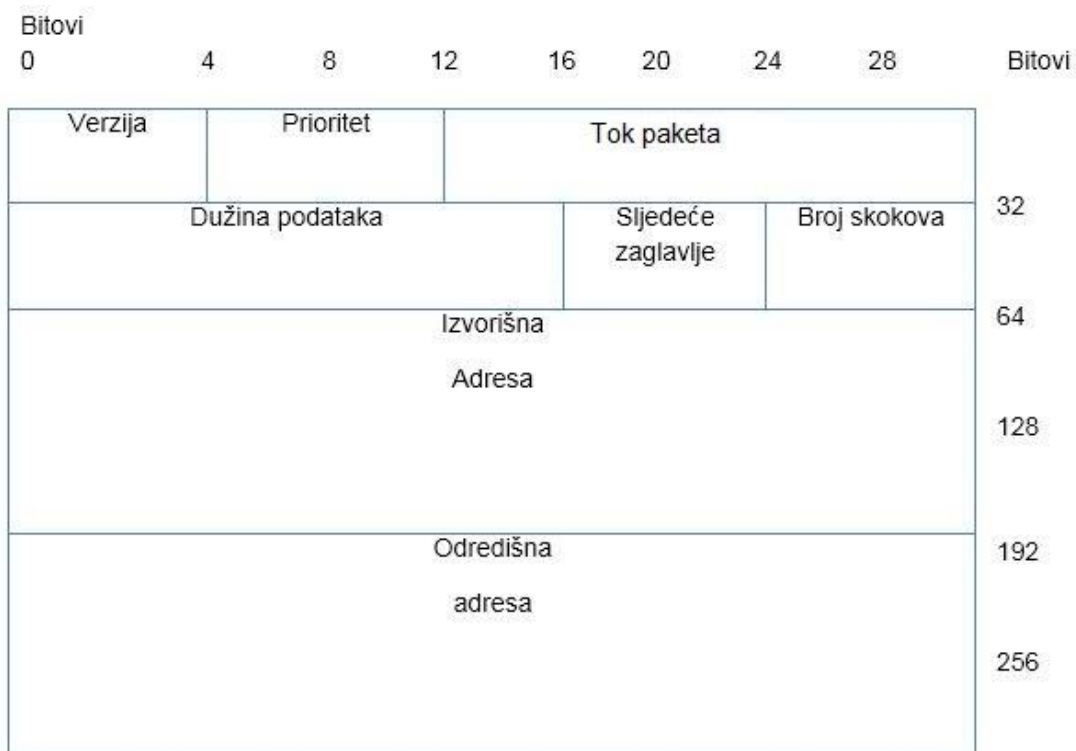 Bitovi
0 4 8 12 16 20 24 28 Bitovi
Verzija Prioritet Tok paketa
32
Dužina podataka Sljedeće zaglavlje Broj skokova
64
Izvorišna
Adresa
128
Odredišna
192
adresa
256